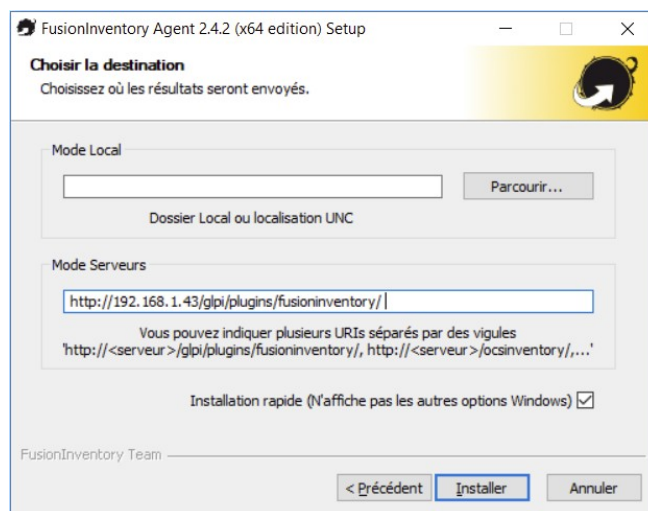 FusionInventory Agent 2.4.2 (x64 edition) Setup
Choisir la destination
Choisissez où les résultats seront envoyés.
Mode Local
Parcourir...
Dossier Local ou localisation UNC
Mode Serveurs
http://192.168.1.43/glpi/plugins/fusioninventory/
Vous pouvez indiquer plusieurs URIs séparés par des vigules
'http://<serveur>/glpi/plugins/fusioninventory/, http://<serveur>/ocsinventory/,...'
Installation rapide (N'affiche pas les autres options Windows)
FusionInventory Team
< Précédent Installer Annuler